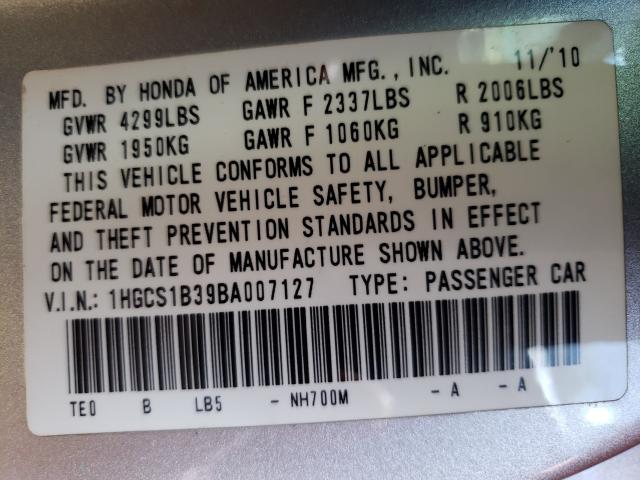 MFD. BY HONDA OF AMERICA MFG., INC. 11/'10
GVWR 4299LBS GAWR F 2337LBS R 2006LBS
GVWR 1950KG GAWR F 1060KG R 910KG
THIS VEHICLE CONFORMS TO ALL APPLICABLE
FEDERAL MOTOR VEHICLE SAFETY, BUMPER,
AND THEFT PREVENTION STANDARDS IN EFFECT
ON THE DATE OF MANUFACTURE SHOWN ABOVE.
V.I.N.: 1HGCS1B39BA007127 TYPE: PASSENGER CAR
TE0 B LB5 - NH700M - A - A